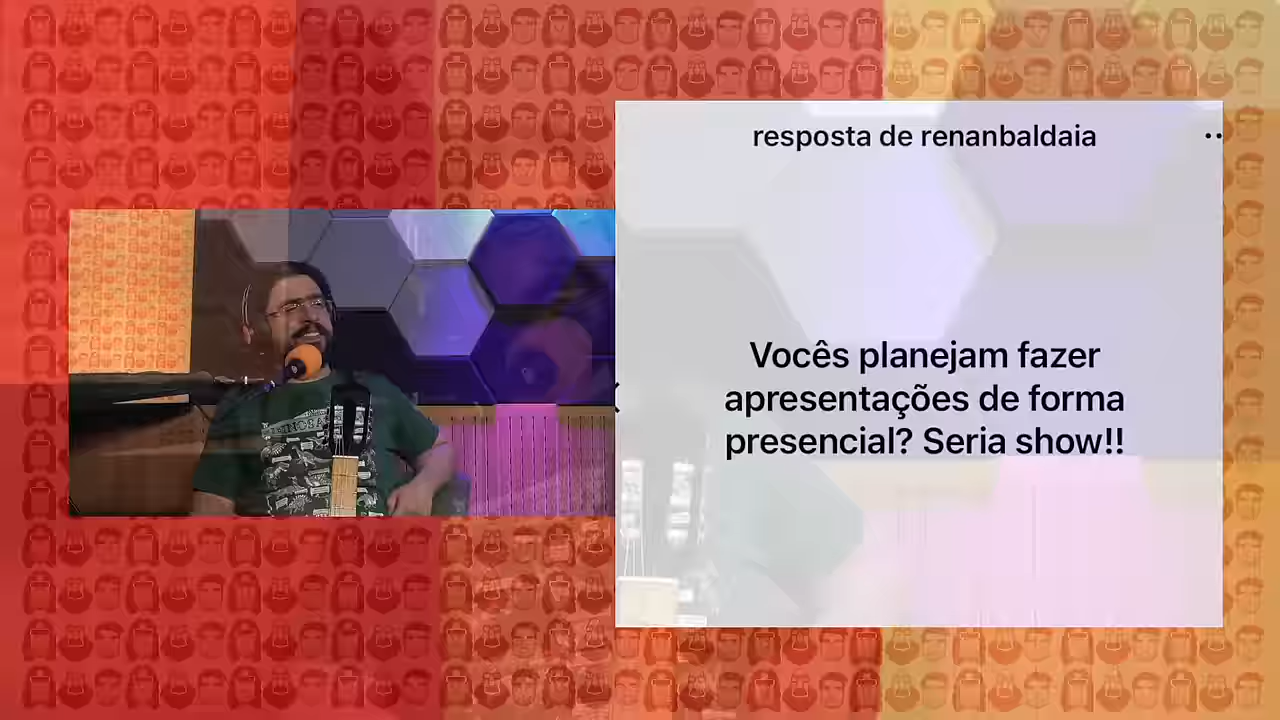 resposta de renanbaldaia
Vocês planejam fazer
apresentações de forma
presencial? Seria show!!